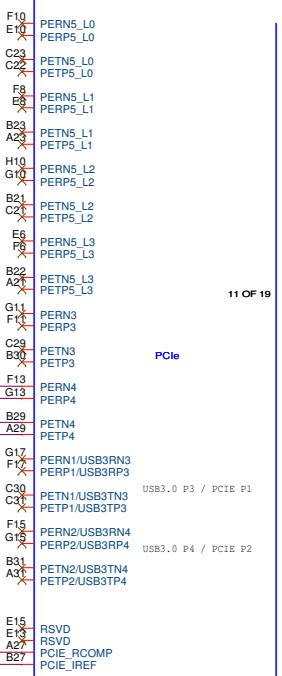 F10 PERN5_L0
E10 PERP5_L0
C23 PETN5_L0
C22 PETP5_L0
F8 PERN5_L1
E8 PERP5_L1
B23 PETN5_L1
A23 PETP5_L1
H10 PERN5_L2
G10 PERP5_L2
B21 PETN5_L2
C21 PETP5_L2
E6 PERN5_L3
F6 PERP5_L3
B22 PETN5_L3
A21 PETP5_L3
11 OF 19
G11 PERN3
F11 PERP3
C29 PETN3
B30 PETP3
PCIe
F13 PERN4
G13 PERP4
B29 PETN4
A29 PETP4
G17 PERN1/USB3RN3
F17 PERP1/USB3RP3
C30 PETN1/USB3TN3
C31 PETP1/USB3TP3
USB3.0 P3 / PCIE P1
F15 PERN2/USB3RN4
G15 PERP2/USB3RP4
USB3.0 P4 / PCIE P2
B31 PETN2/USB3TN4
A31 PETP2/USB3TP4
E15 RSVD
E13 RSVD
A27 PCIE_RCOMP
B27 PCIE_IREF